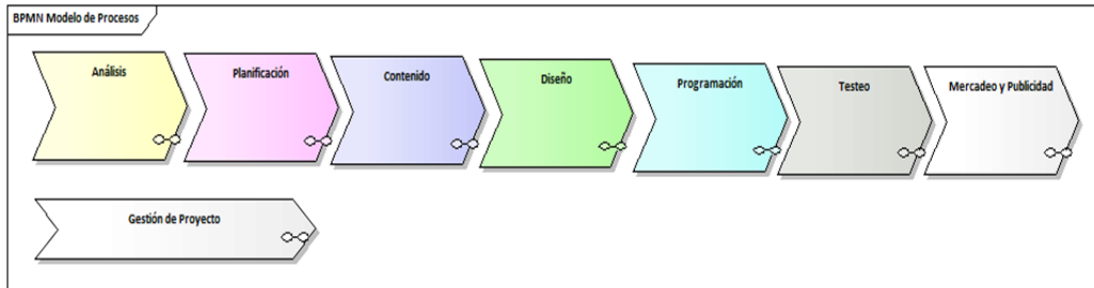 BPMN Modelo de Procesos
Análisis
Planificación
Contenido
Diseño
Programación
Testeo
Mercadeo y Publicidad
Gestión de Proyecto